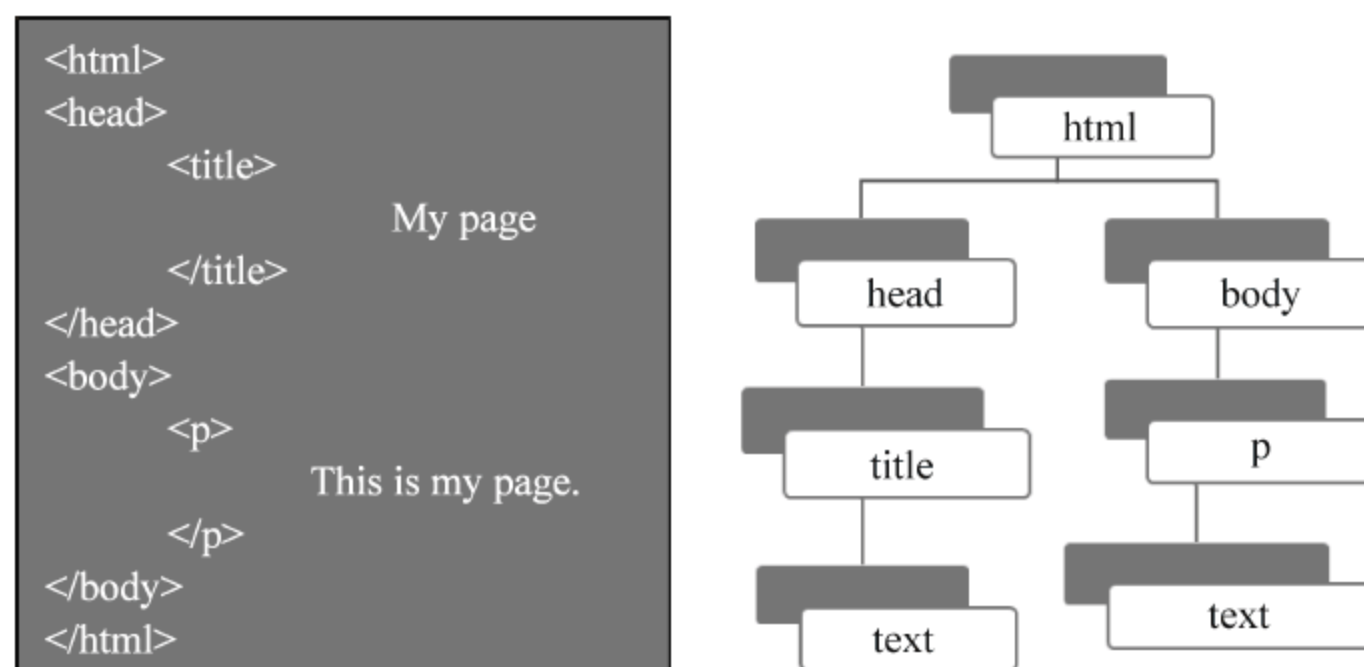 <html>
<head>
<title>
My page
</title>
</head>
<body>
<p>
This is my page.
</p>
</body>
</html>
html
head
body
title
p
text
text